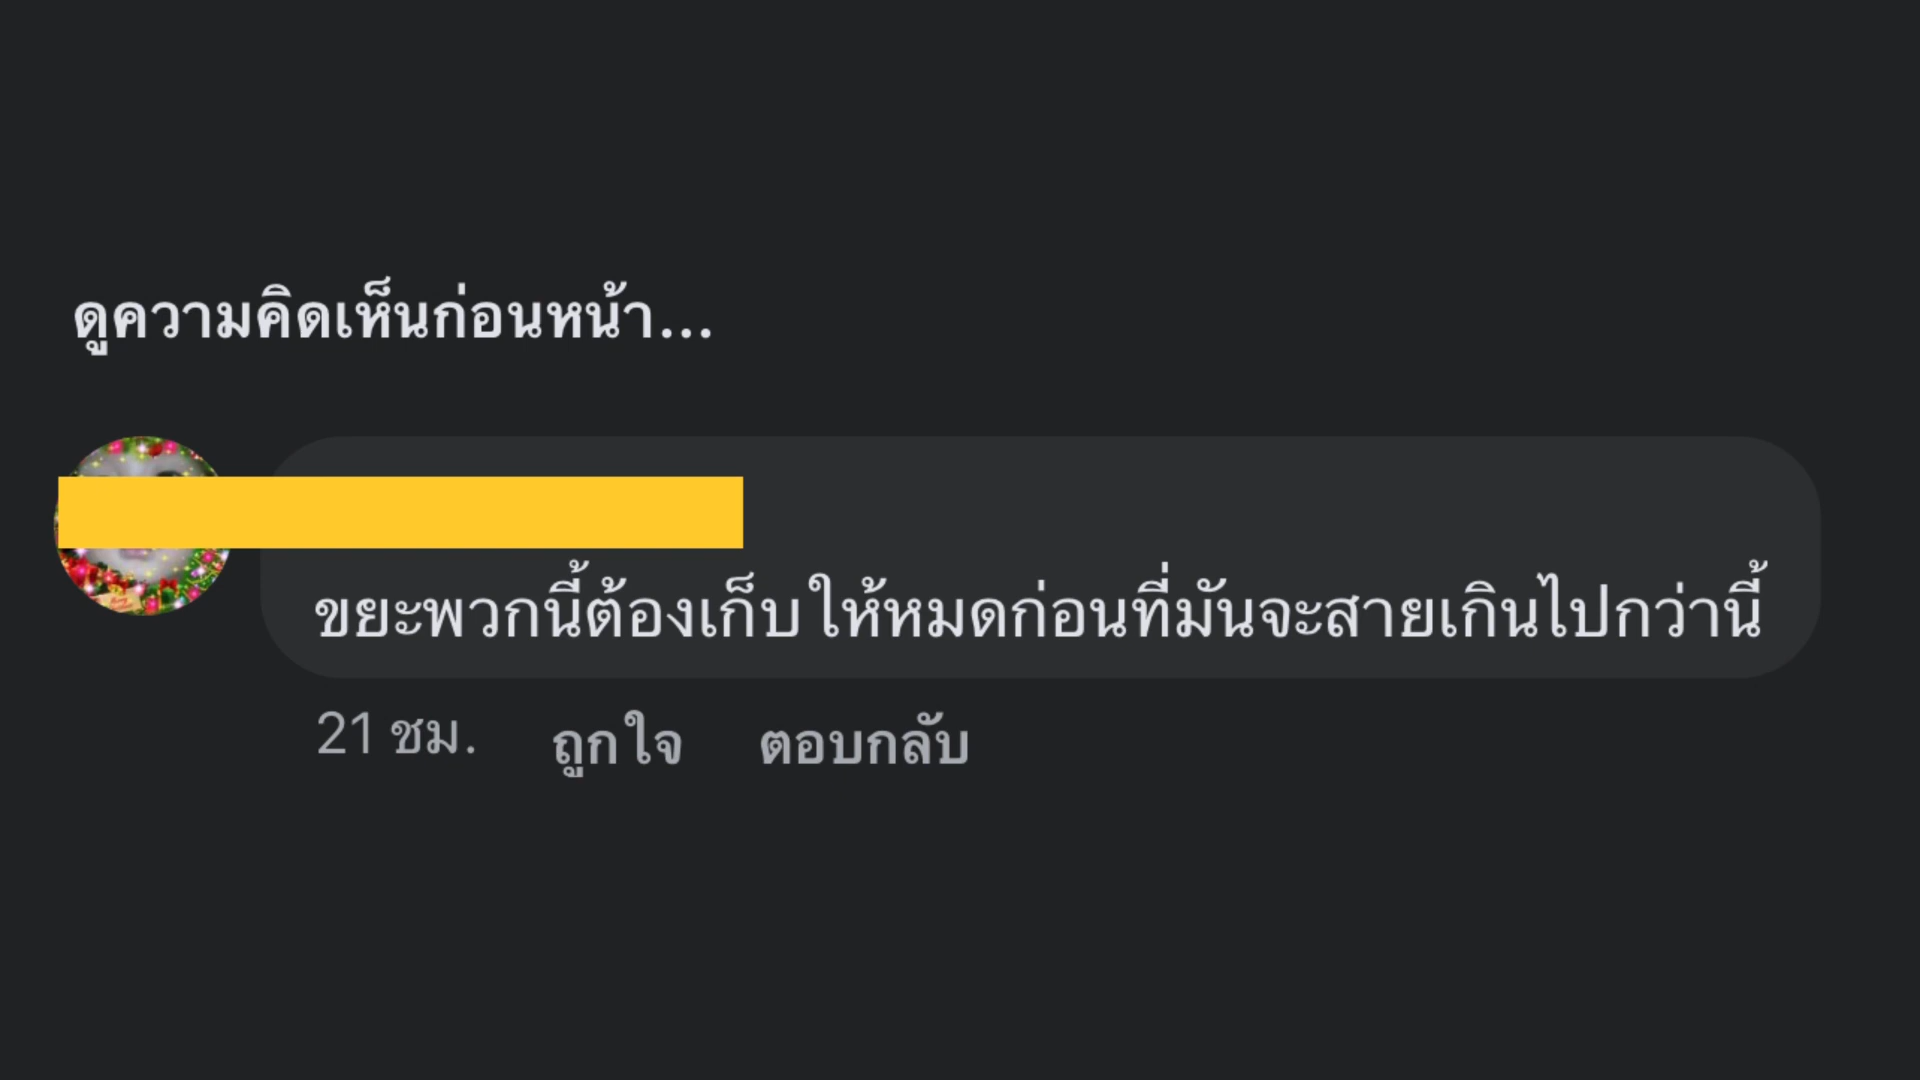 ดูความคิดเห็นก่อนหน้า...
ขยะพวกนี้ต้องเก็บให้หมดก่อนที่มันจะสายเกินไปกว่านี้
21 ชม. ถูกใจ ตอบกลับ